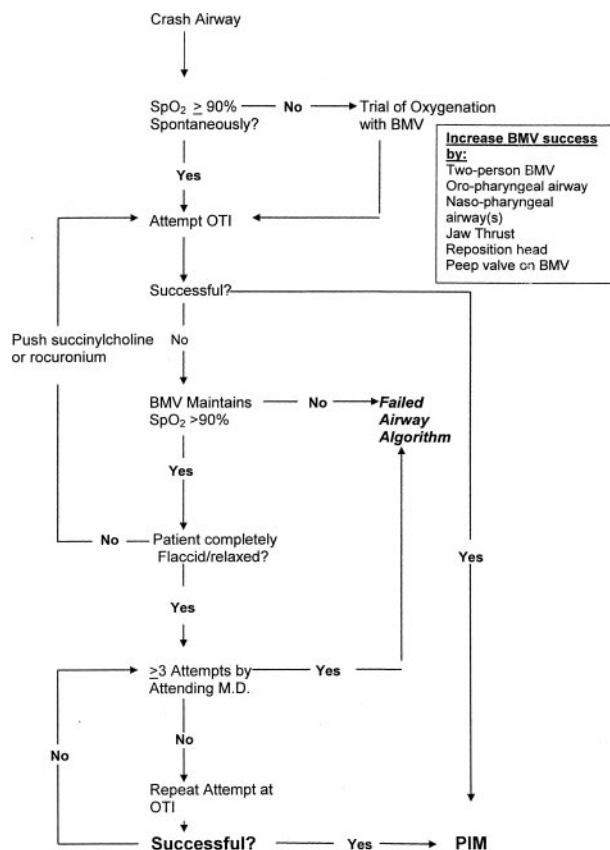 Crash Airway
SpO₂ ≥ 90%
Spontaneously?
No
Trial of Oxygenation
with BMV
Increase BMV success
by:
Two-person BMV
Oro-pharyngeal airway
Naso-pharyngeal
airway(s)
Jaw Thrust
Reposition head
Peep valve on BMV
Yes
Attempt OTI
Successful?
Push succinylcholine
or rocuronium
No
BMV Maintains
SpO₂ >90%
No
Failed
Airway
Algorithm
Yes
No
Patient completely
Flaccid/relaxed?
Yes
Yes
≥3 Attempts by
Attending M.D.
Yes
No
No
Repeat Attempt at
OTI
Successful?
Yes
PIM